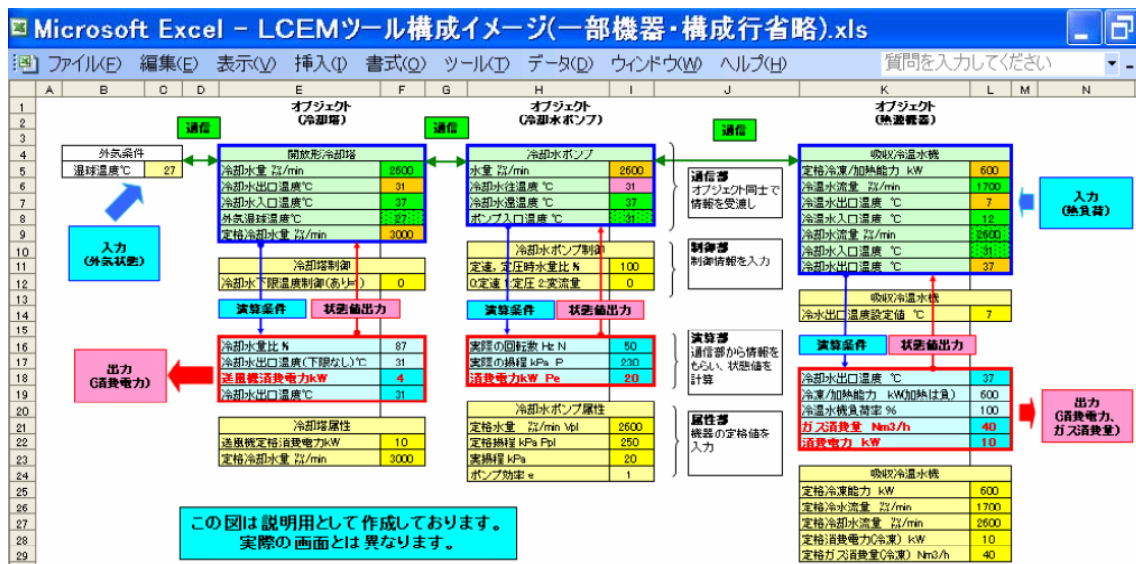 Microsoft Excel - LCEMツール構成イメージ(一部機器・構成行省略).xls
ファイル(F) 編集(E) 表示(V) 挿入(I) 書式(O) ツール(T) データ(D) ウィンドウ(W) ヘルプ(H) 質問を入力してください
A B C D E F G H I J K L M N
1 オブジェクト オブジェクト オブジェクト
2 (冷却塔) (冷却水ポンプ) (熱源機器)
3 通信 通信 通信
4 外気条件 開放形冷却塔 冷却水ポンプ 吸収冷温水機
5 湿球温度℃ 27 冷却水量 ㍑/min 2600 水量 ㍑/min 2600 定格冷凍/加熱能力 kW 600
6 冷却水出口温度℃ 31 冷却水往温度 ℃ 31 冷温水流量 ㍑/min 1700
7 冷却水入口温度℃ 37 冷却水還温度 ℃ 37 冷温水出口温度 ℃ 7
8 外気湿球温度℃ 27 ポンプ入口温度 ℃ 31 冷温水入口温度 ℃ 12
9 定格冷却水量 ㍑/min 3000 冷却水流量 ㍑/min 2600
10 冷却水ポンプ制御 冷却水入口温度 ℃ 31
11 冷却塔制御 定速, 定圧時水量比 % 100 冷却水出口温度 ℃ 37
12 冷却水下限温度制御(あり=1) 0 0:定速 1:定圧 2:変流量 0
13 吸収冷温水機
14 演算条件 状態値出力 演算条件 状態値出力 冷水出口温度設定値 ℃ 7
15
16 冷却水量比 % 87 実際の回転数 Hz N 50 演算条件 状態値出力
17 冷却水出口温度(下限なし)℃ 31 実際の揚程 kPa P 230
18 送風機消費電力kW 4 消費電力kW Pe 20 冷却水出口温度 ℃ 37
19 冷却水出口温度℃ 31 冷凍/加熱能力 kW(加熱は負) 600
20 冷却水ポンプ属性 冷温水機負荷率 % 100
21 冷却塔属性 定格水量 ㍑/min Vpl 2600 ガス消費量 Nm3/h 40
22 送風機定格消費電力kW 10 定格揚程 kPa Ppl 250 消費電力 kW 10
23 定格冷却水量 ㍑/min 3000 実揚程 kPa 20
24 ポンプ効率 e 1 吸収冷温水機
25 定格冷凍能力 kW 600
26 定格冷水流量 ㍑/min 1700
27 定格冷却水流量 ㍑/min 2600
28 定格消費電力(冷凍) kW 10
29 定格ガス消費量(冷凍) Nm3/h 40
入力
(外気状態)
出力
(消費電力)
通信部
オブジェクト同士で
情報を受渡し
制御部
制御情報を入力
演算部
通信部から情報を
もらい、状態値を
計算
属性部
機器の定格値を
入力
入力
(熱負荷)
出力
(消費電力、
ガス消費量)
この図は説明用として作成しております。
実際の画面とは異なります。